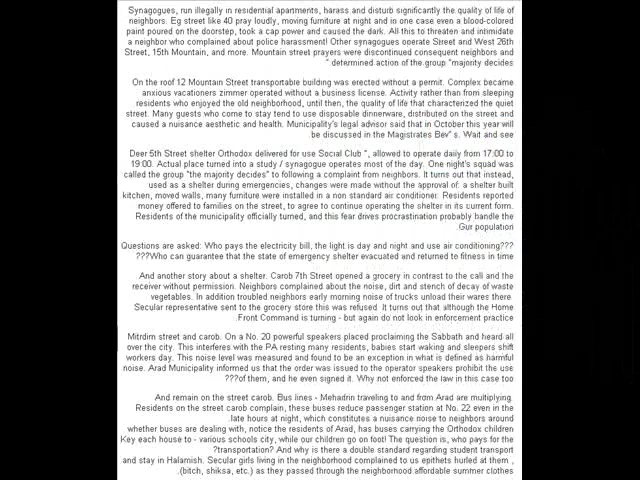 Synagogues, run illegally in residential apartments, harass and disturb significantly the quality of life of
neighbors. Eg street like 40 pray loudly, moving furniture at night and is one case even a blood-colored
paint poured on the doorstep, took a cap power and caused the dark. All this to threaten and intimidate
a neighbor who complained about police harassment! Other synagogues operate Street and West 26th
Street, 15th Mountain, and more. Mountain street prayers were discontinued consequent neighbors and
." determined action of the group "majority decides
On the roof 12 Mountain Street transportable building was erected without a permit. Complex became
anxious vacationers zimmer operated without a business license. Activity rather than from sleeping
residents who enjoyed the old neighborhood, until then, the quality of life that characterized the quiet
street. Many guests who come to stay tend to use disposable dinnerware, distributed on the street and
caused a nuisance aesthetic and health. Municipality's legal advisor said that in October this year will
.be discussed in the Magistrates Bev" s. Wait and see
Deer 5th Street shelter Orthodox delivered for use Social Club ", allowed to operate daily from 17:00 to
19:00. Actual place turned into a study / synagogue operates most of the day. One night's squad was
called the group "the majority decides" to following a complaint from neighbors. It turns out that instead,
used as a shelter during emergencies, changes were made without the approval of: a shelter built
kitchen, moved walls, many furniture were installed in a non standard air conditioner. Residents reported
money offered to families on the street, to agree to continue operating the shelter in its current form.
Residents of the municipality officially turned, and this fear drives procrastination probably handle the
.Gur population
Questions are asked: Who pays the electricity bill, the light is day and night and use air conditioning???
???Who can guarantee that the state of emergency shelter evacuated and returned to fitness in time
And another story about a shelter. Carob 7th Street opened a grocery in contrast to the call and the
receiver without permission. Neighbors complained about the noise, dirt and stench of decay of waste
vegetables. In addition troubled neighbors early morning noise of trucks unload their wares there.
Secular representative sent to the grocery store this was refused. It turns out that although the Home
.Front Command is turning - but again do not look in enforcement practice
Mitrdim street and carob. On a No. 20 powerful speakers placed proclaiming the Sabbath and heard all
over the city. This interferes with the PA resting many residents, babies start waking and sleepers shift
workers day. This noise level was measured and found to be an exception in what is defined as harmful
noise. Arad Municipality informed us that the order was issued to the operator speakers prohibit the use
???of them, and he even signed it. Why not enforced the law in this case too
And remain on the street carob. Bus lines - Mehadrin traveling to and from Arad are multiplying.
Residents on the street carob complain, these buses reduce passenger station at No. 22 even in the
.late hours at night, which constitutes a nuisance noise to neighbors around
whether buses are dealing with, notice the residents of Arad, has buses carrying the Orthodox children
Key each house to - various schools city, while our children go on foot! The question is, who pays for the
?transportation? And why is there a double standard regarding student transport
and stay in Halamish. Secular girls living in the neighborhood complained to us epithets hurled at them ,
.(bitch, shiksa, etc.) as they passed through the neighborhood affordable summer clothes